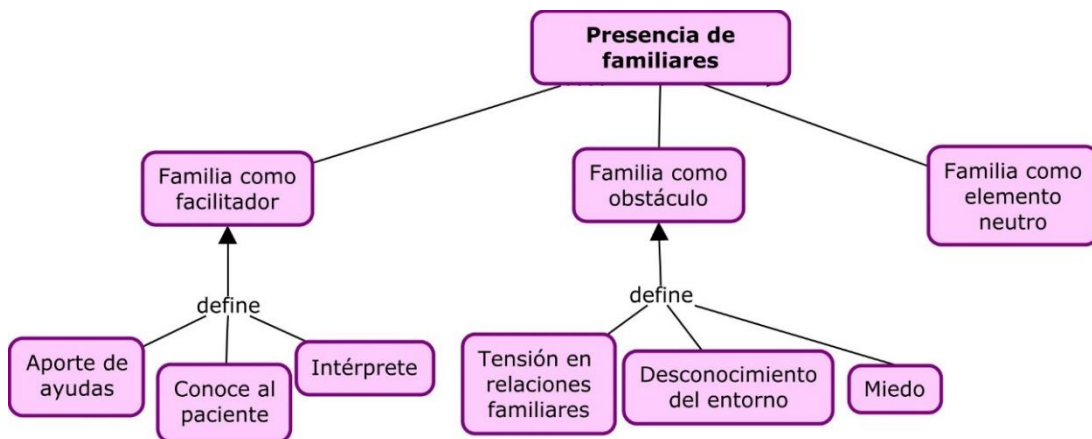 Presencia de
familiares
Familia como
facilitador
Familia como
obstáculo
Familia como
elemento
neutro
define
define
Aporte de
ayudas
Conoce al
paciente
Intérprete
Tensión en
relaciones
familiares
Desconocimiento
del entorno
Miedo